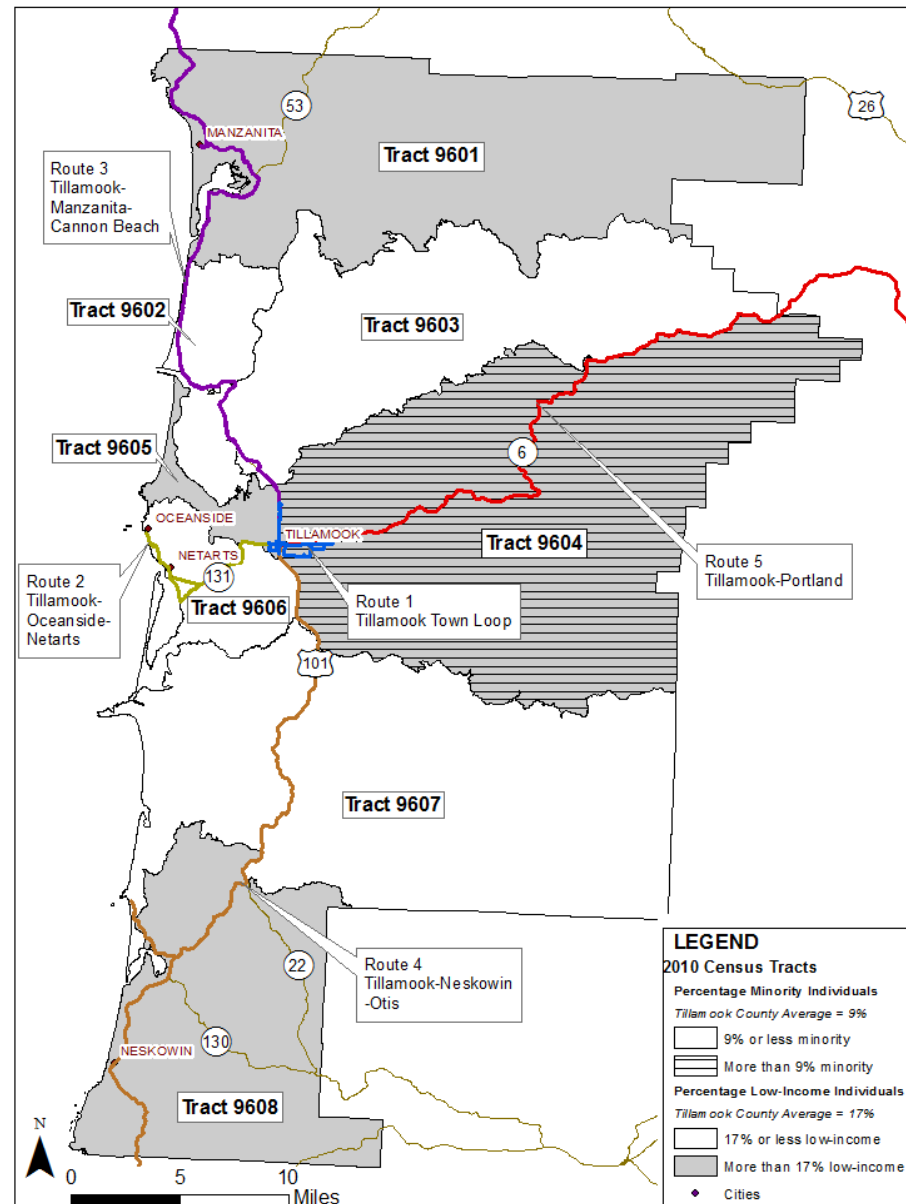 53
26
MANZANITA
Tract 9601
Route 3
Tillamook-
Manzanita-
Cannon Beach
Tract 9602
Tract 9603
Tract 9605
6
OCEANSIDE
TILLAMOOK
Tract 9604
NETARTS
Route 2
Tillamook-
Oceanside-
Netarts
131
Tract 9606
Route 1
Tillamook Town Loop
Route 5
Tillamook-Portland
101
Tract 9607
22
Route 4
Tillamook-Neskowin
-Otis
130
NESKOWIN
Tract 9608
N
0 5 10
Miles
LEGEND
2010 Census Tracts
Percentage Minority Individuals
Tillamook County Average = 9%
9% or less minority
More than 9% minority
Percentage Low-Income Individuals
Tillamook County Average = 17%
17% or less low-income
More than 17% low-income
Cities